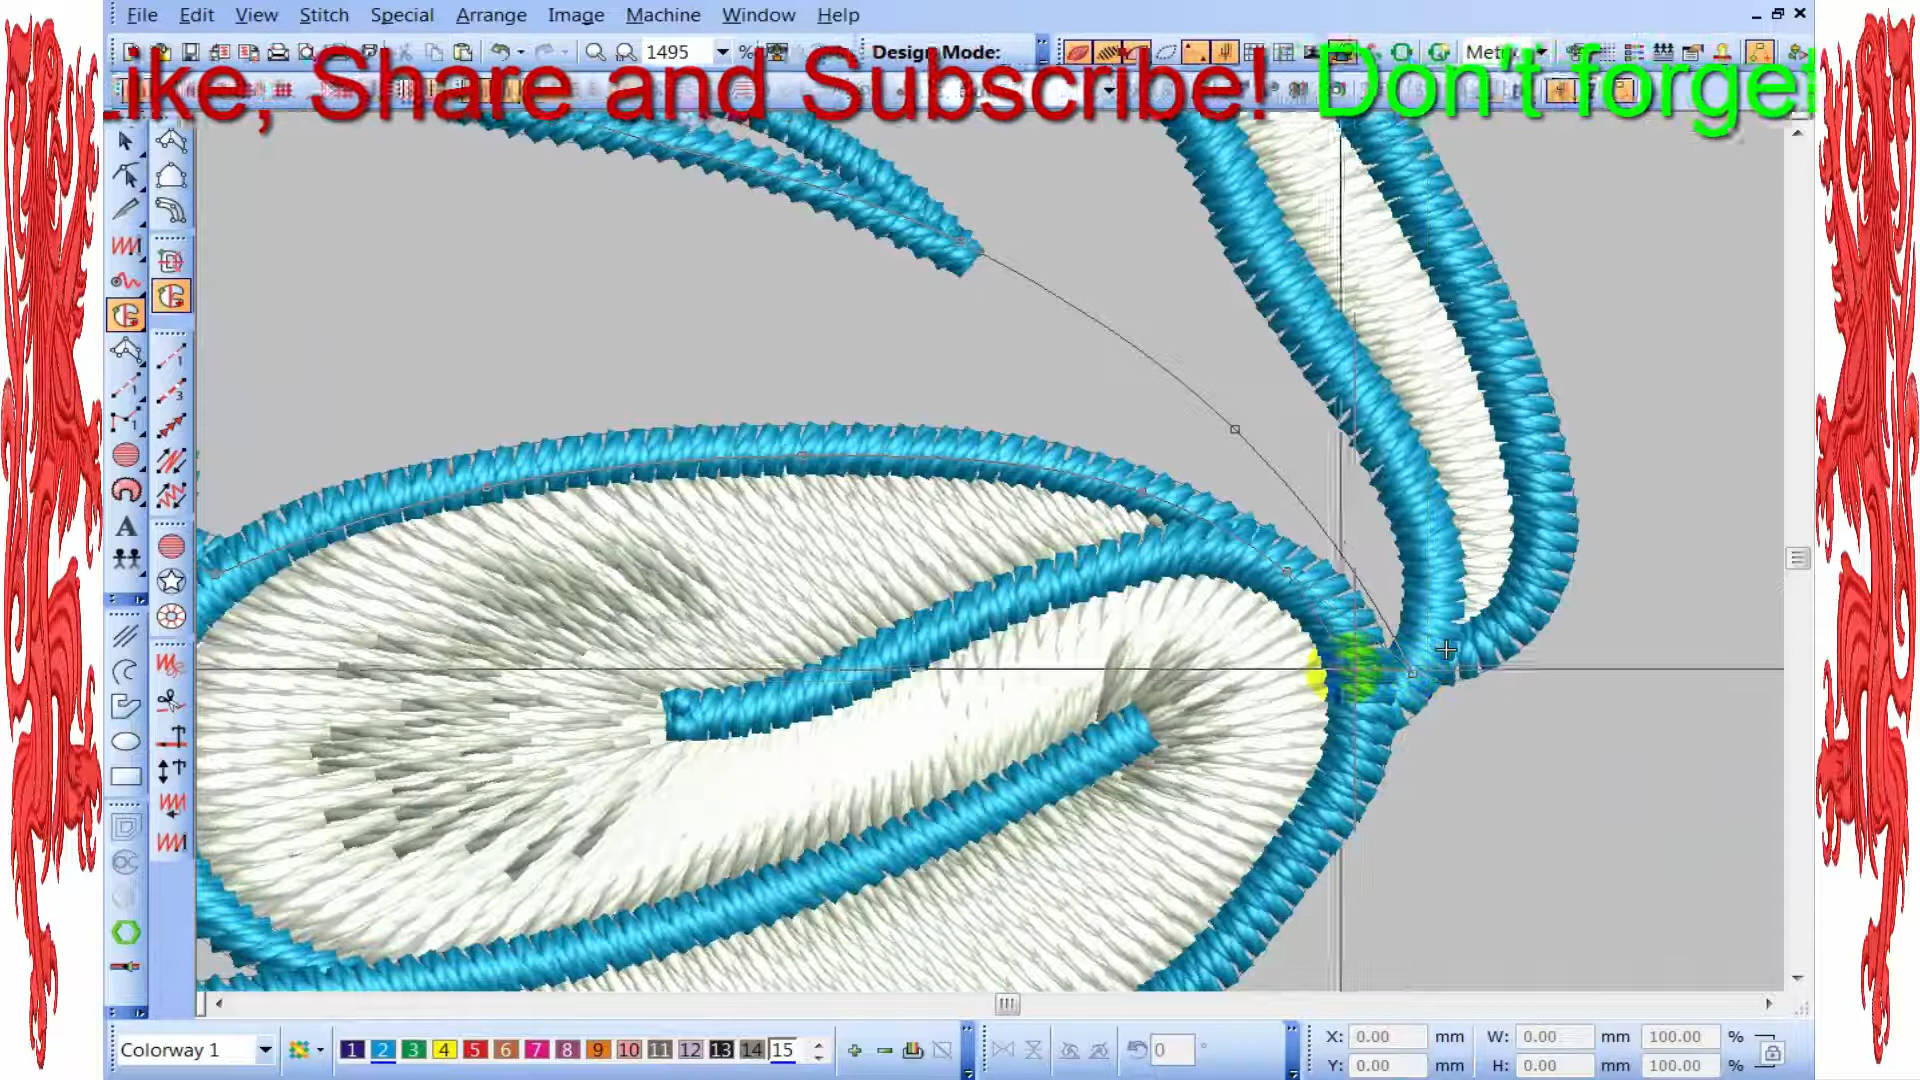 File Edit View Stitch Special Arrange Image Machine Window Help
1495 % Design Mode:
ike, Share and Subscribe! Don't forget
A
Colorway 1 1 2 3 4 5 6 7 8 9 10 11 12 13 14 15 0 X: 0.00 mm W: 0.00 mm 100.00 %
Y: 0.00 mm H: 0.00 mm 100.00 %